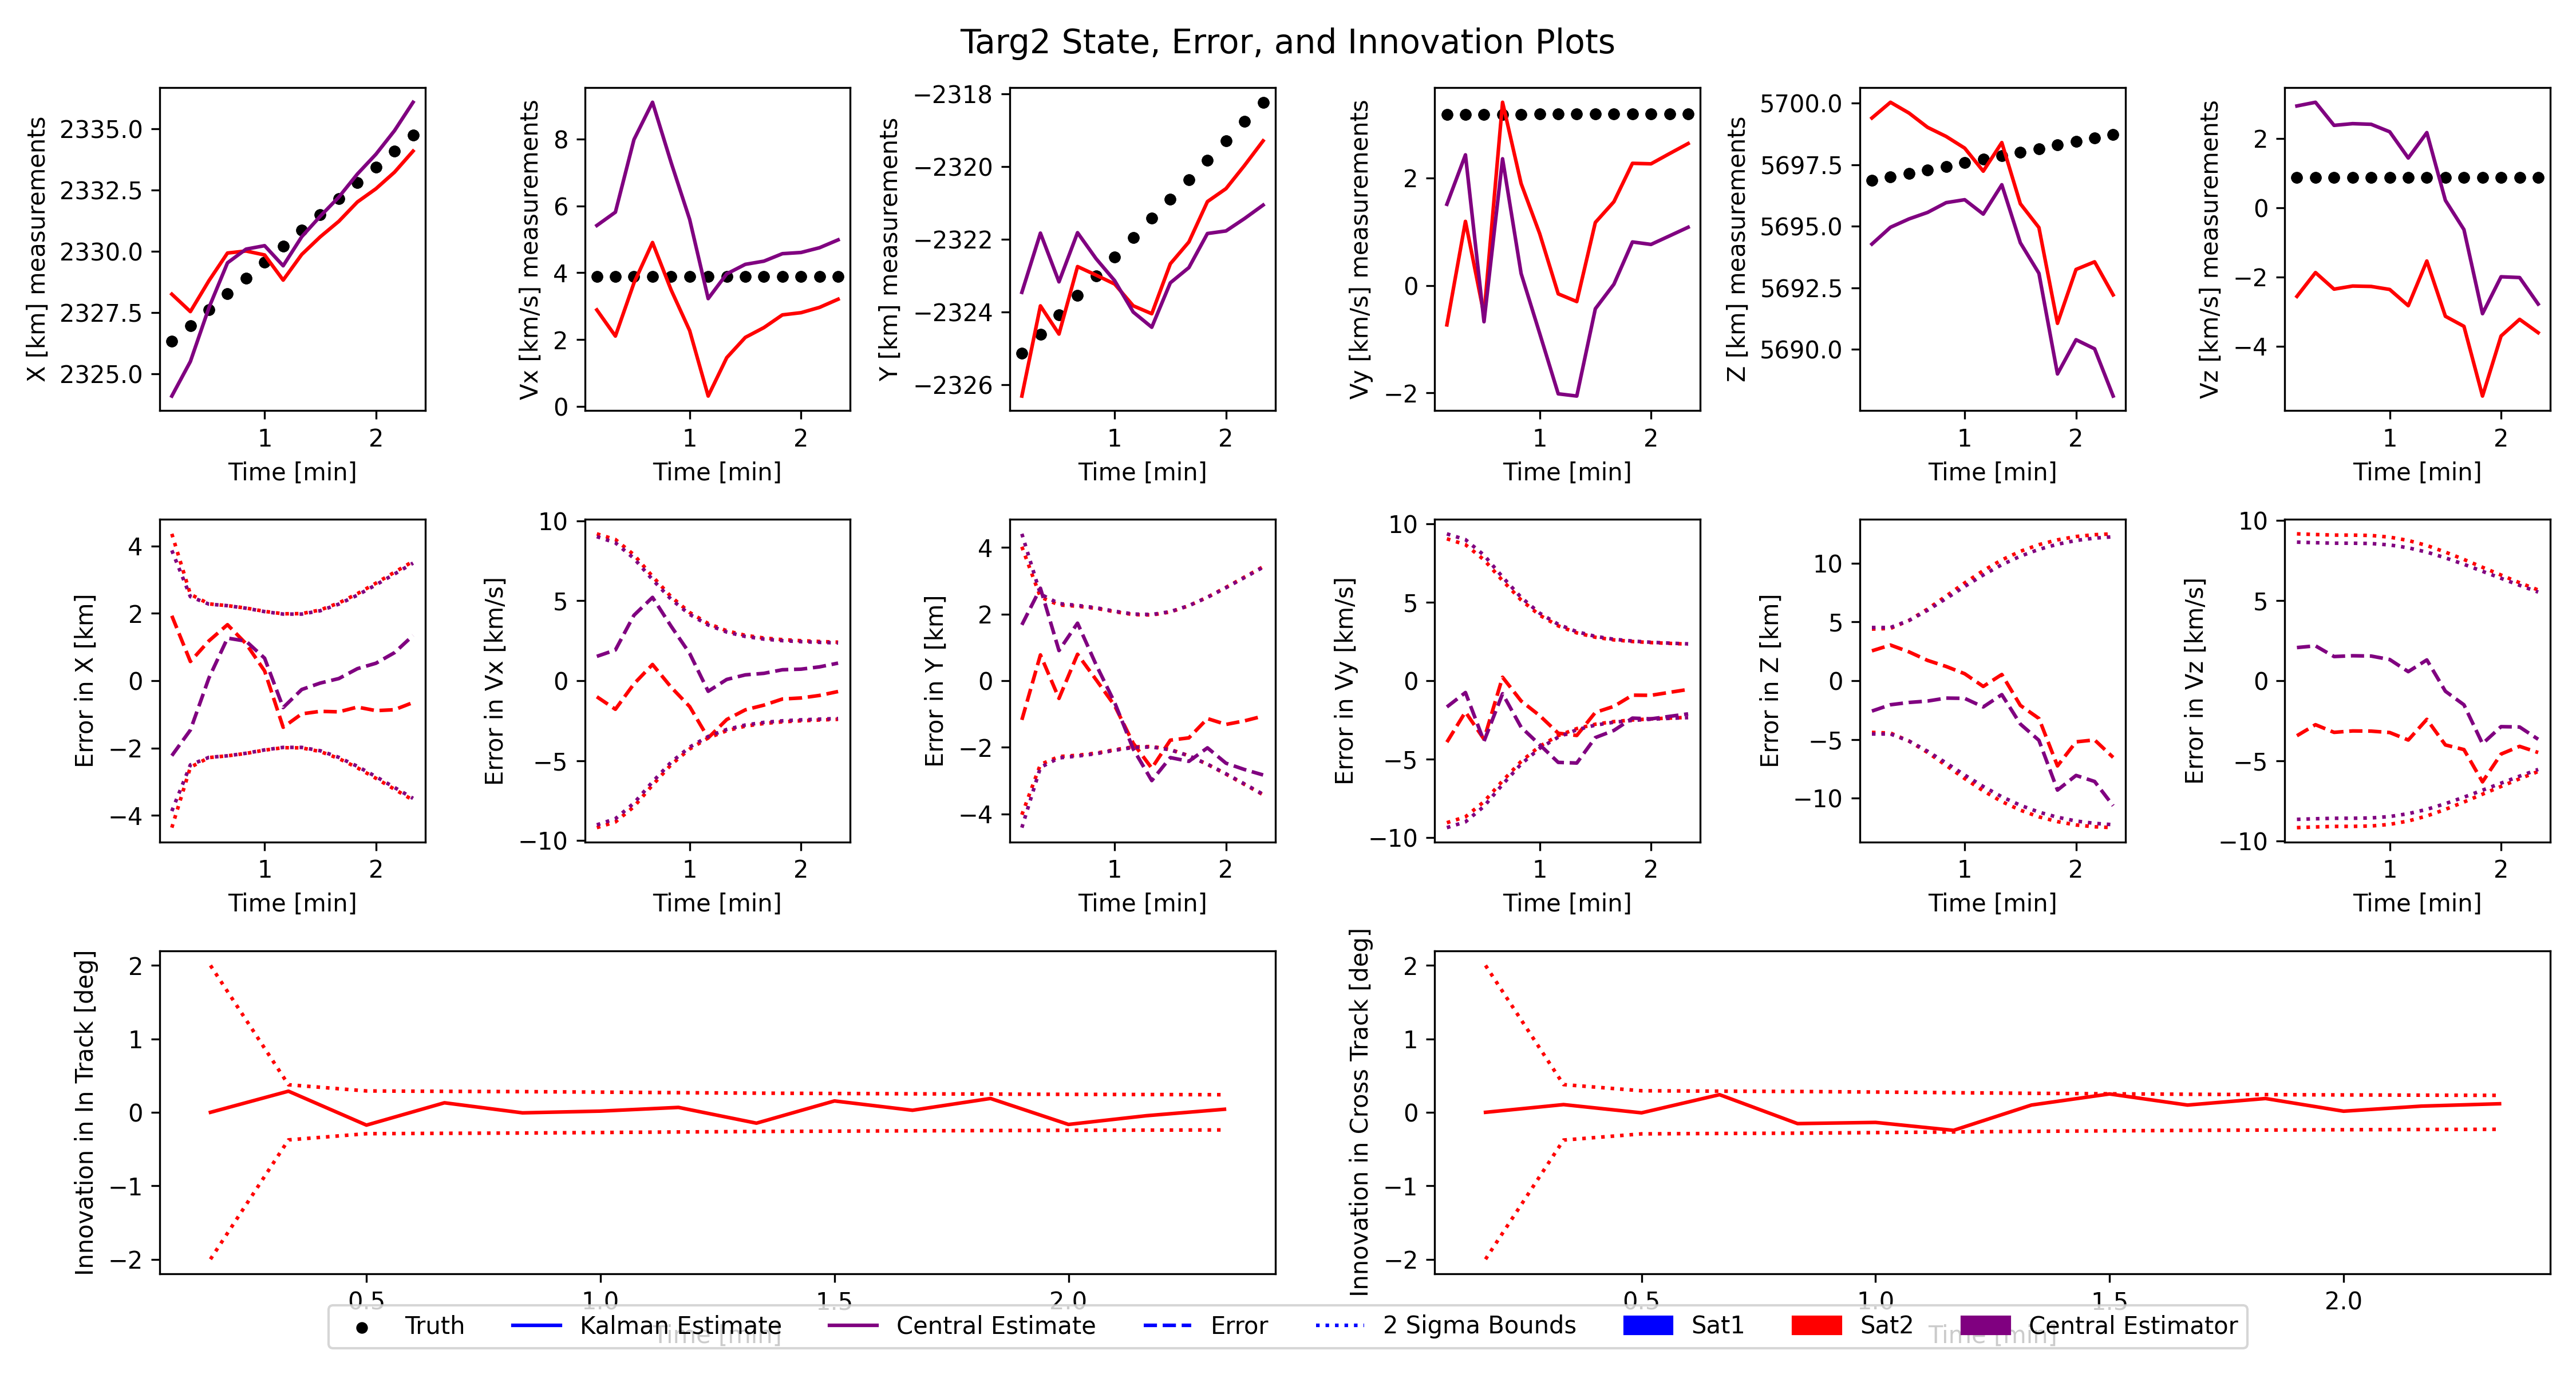 Targ2 State, Error, and Innovation Plots
X [km] measurements
2335.0
2332.5
2330.0
2327.5
2325.0
1 2
Time [min]
Vx [km/s] measurements
8
6
4
2
0
1 2
Time [min]
Y [km] measurements
−2318
−2320
−2322
−2324
−2326
1 2
Time [min]
Vy [km/s] measurements
2
0
−2
1 2
Time [min]
Z [km] measurements
5700.0
5697.5
5695.0
5692.5
5690.0
1 2
Time [min]
Vz [km/s] measurements
2
0
−2
−4
1 2
Time [min]
Error in X [km]
4
2
0
−2
−4
1 2
Time [min]
Error in Vx [km/s]
10
5
0
−5
−10
1 2
Time [min]
Error in Y [km]
4
2
0
−2
−4
1 2
Time [min]
Error in Vy [km/s]
10
5
0
−5
−10
1 2
Time [min]
Error in Z [km]
10
5
0
−5
−10
1 2
Time [min]
Error in Vz [km/s]
10
5
0
−5
−10
1 2
Time [min]
Innovation in In Track [deg]
2
1
0
−1
−2
0.5 1.0 1.5 2.0
Time [min]
Innovation in Cross Track [deg]
2
1
0
−1
−2
0.5 1.0 1.5 2.0
Time [min]
Truth Kalman Estimate Central Estimate Error 2 Sigma Bounds Sat1 Sat2 Central Estimator